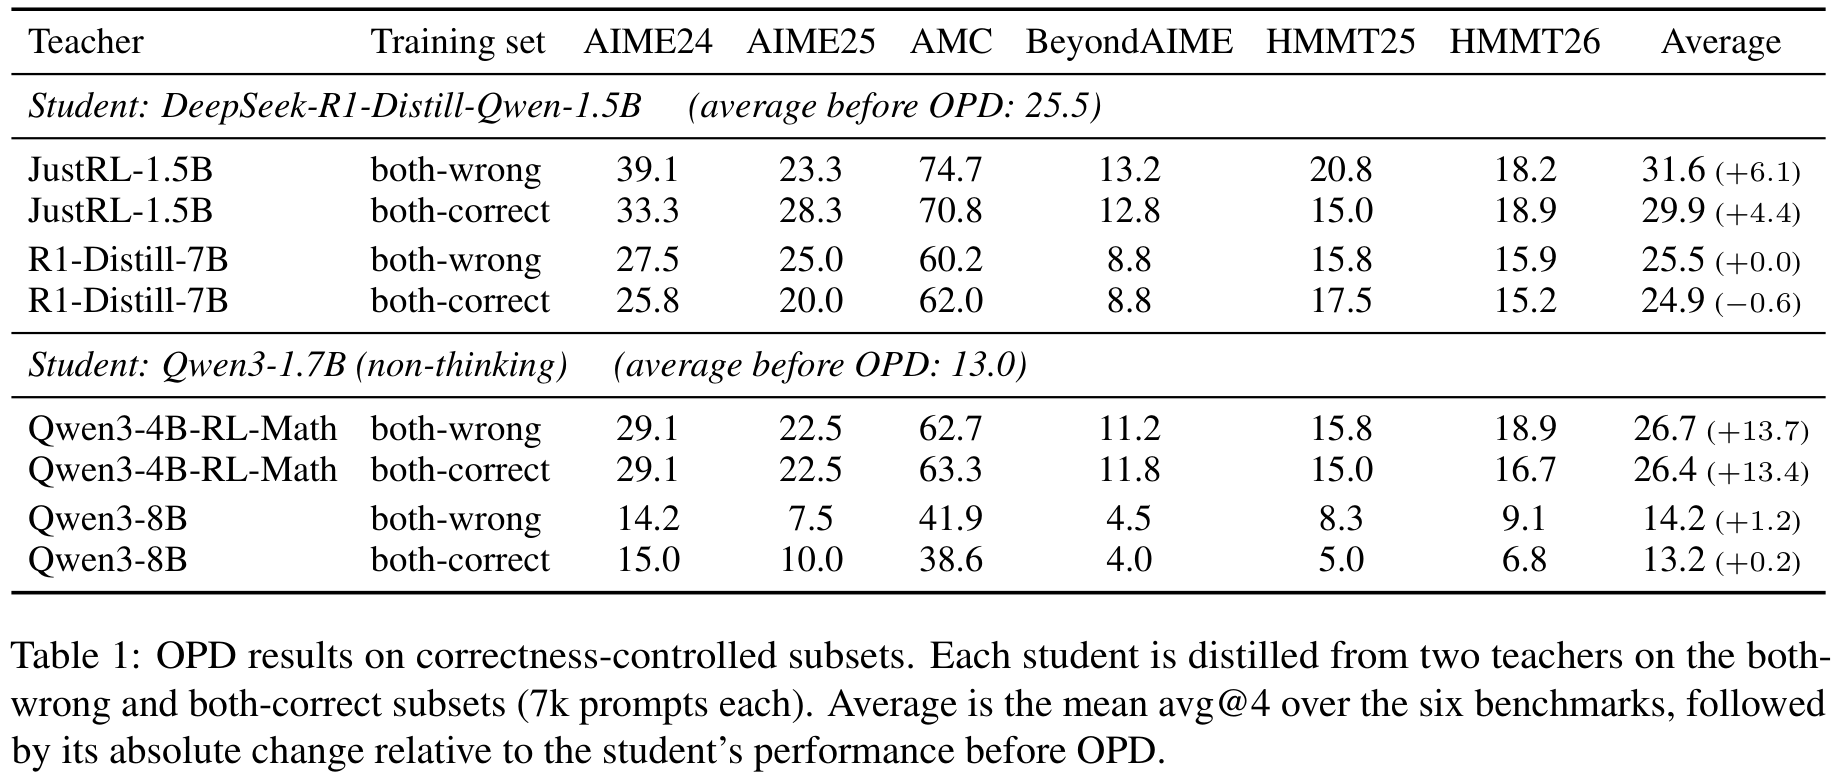 Teacher Training set AIME24 AIME25 AMC BeyondAIME HMMT25 HMMT26 Average
Student: DeepSeek-R1-Distill-Qwen-1.5B (average before OPD: 25.5)
JustRL-1.5B both-wrong 39.1 23.3 74.7 13.2 20.8 18.2 31.6 (+6.1)
JustRL-1.5B both-correct 33.3 28.3 70.8 12.8 15.0 18.9 29.9 (+4.4)
R1-Distill-7B both-wrong 27.5 25.0 60.2 8.8 15.8 15.9 25.5 (+0.0)
R1-Distill-7B both-correct 25.8 20.0 62.0 8.8 17.5 15.2 24.9 (−0.6)
Student: Qwen3-1.7B (non-thinking) (average before OPD: 13.0)
Qwen3-4B-RL-Math both-wrong 29.1 22.5 62.7 11.2 15.8 18.9 26.7 (+13.7)
Qwen3-4B-RL-Math both-correct 29.1 22.5 63.3 11.8 15.0 16.7 26.4 (+13.4)
Qwen3-8B both-wrong 14.2 7.5 41.9 4.5 8.3 9.1 14.2 (+1.2)
Qwen3-8B both-correct 15.0 10.0 38.6 4.0 5.0 6.8 13.2 (+0.2)
Table 1: OPD results on correctness-controlled subsets. Each student is distilled from two teachers on the both-
wrong and both-correct subsets (7k prompts each). Average is the mean avg@4 over the six benchmarks, followed
by its absolute change relative to the student's performance before OPD.